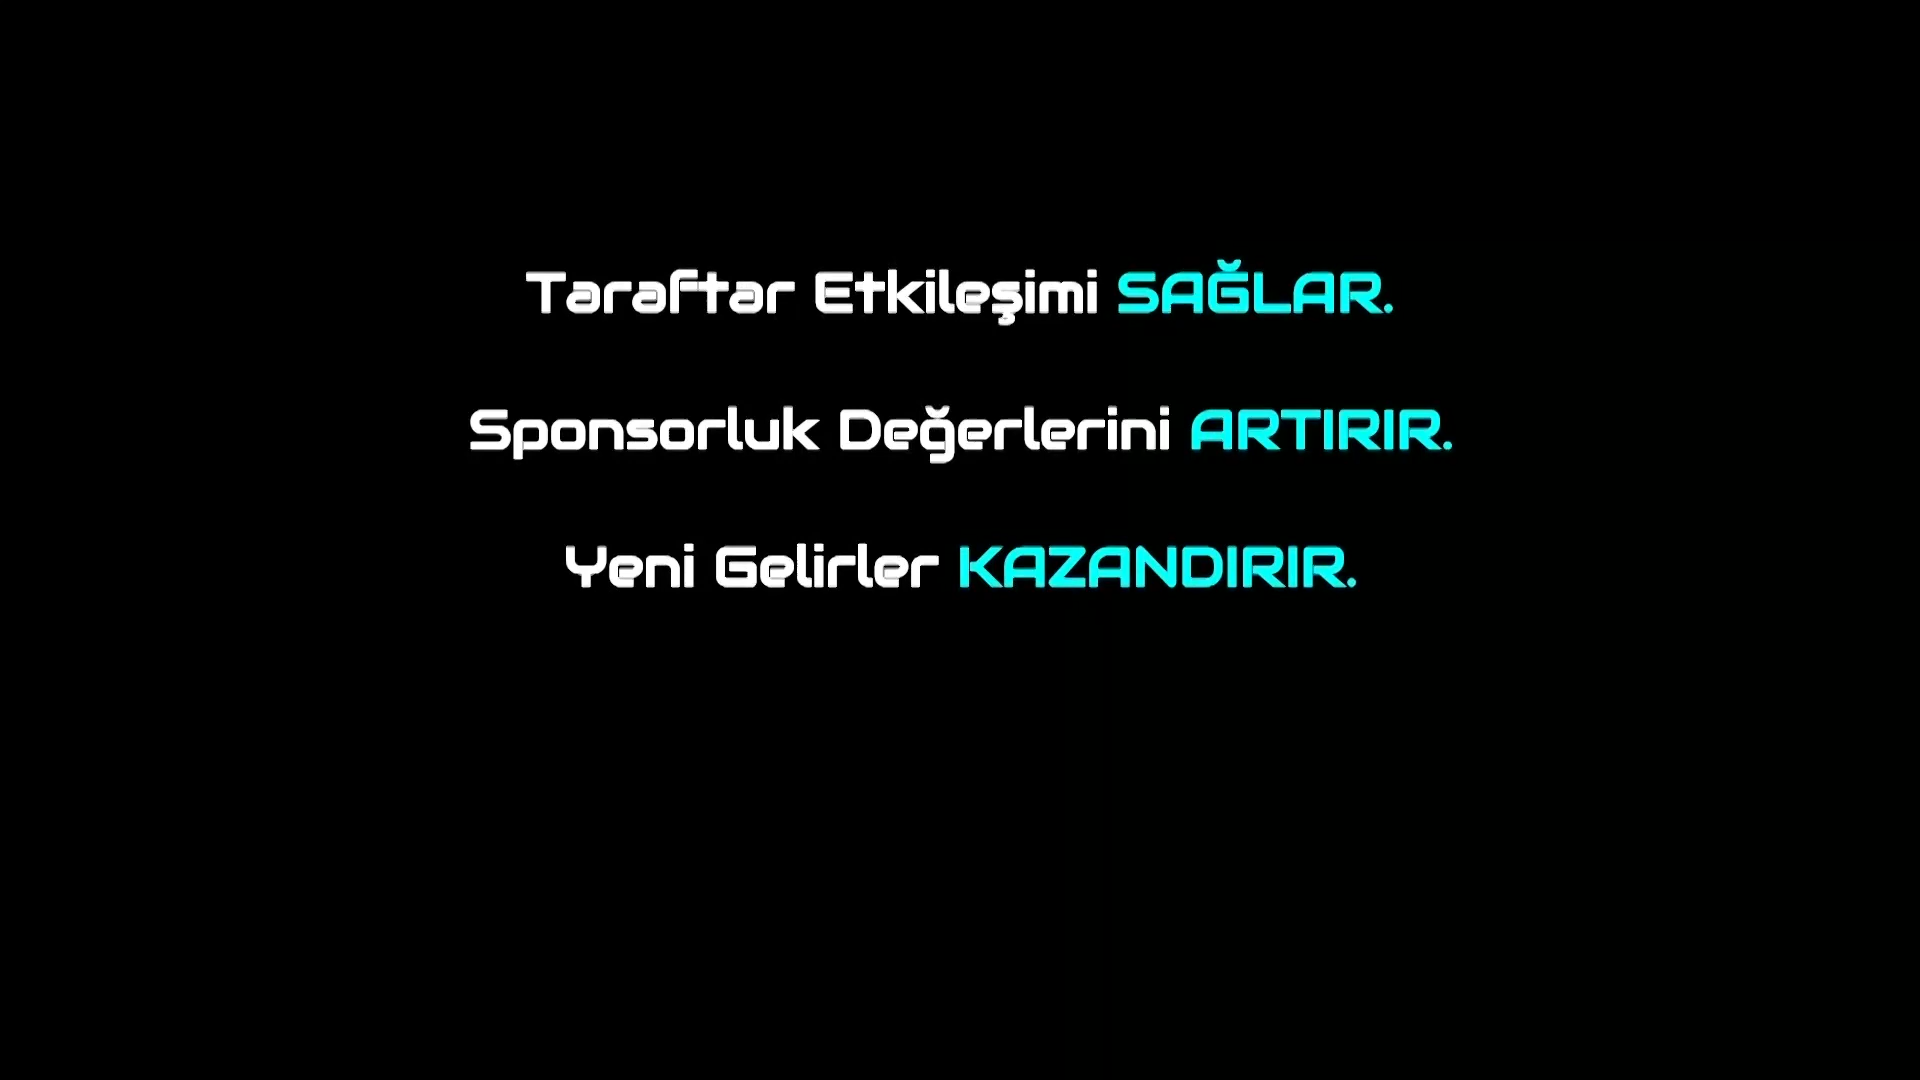 Taraftar Etkileşimi SAĞLAR.
Sponsorluk Değerlerini ARTIRIR.
Yeni Gelirler KAZANDIRIR.